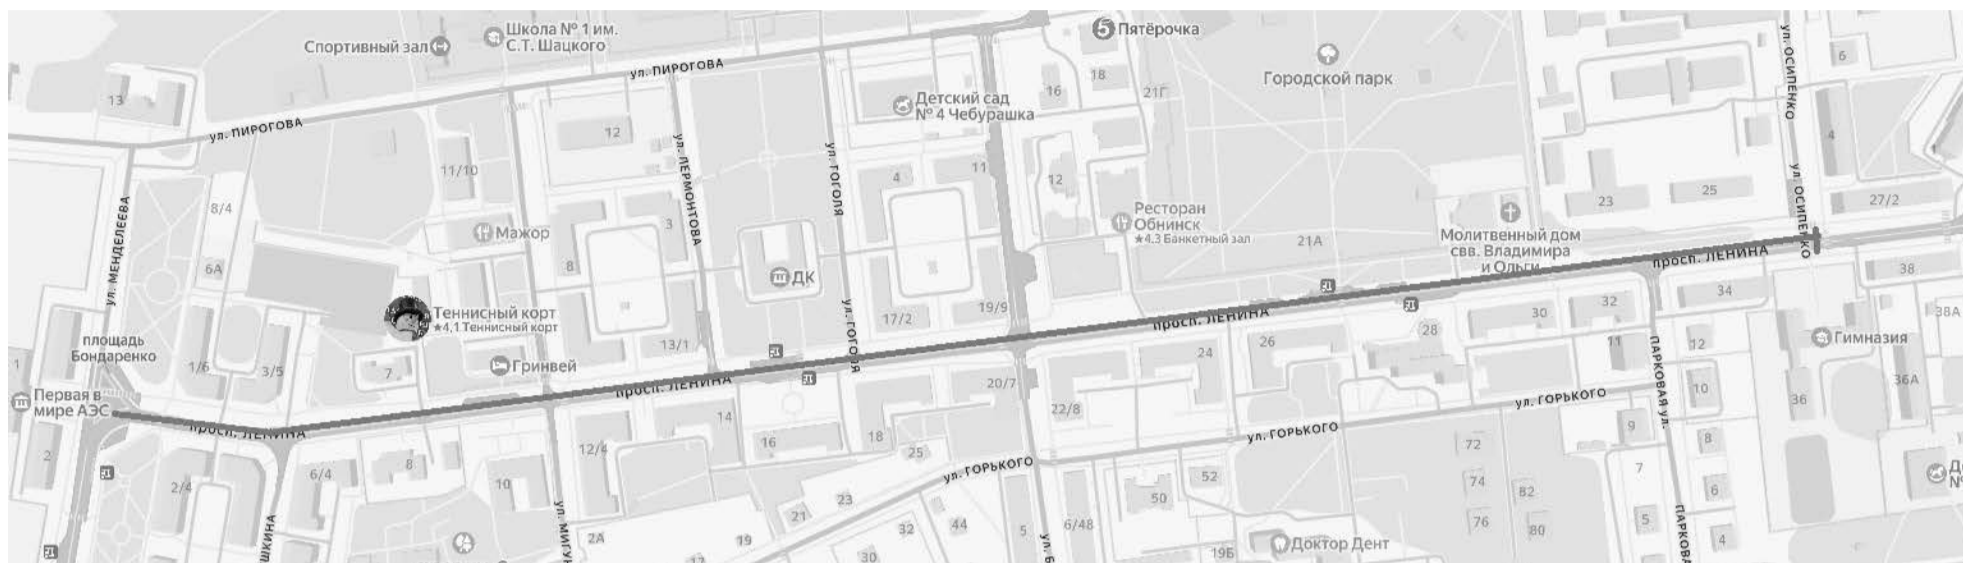 Школа № 1 им.
С.Т. Шацкого
Спортивный зал
5
Пятёрочка
ул. ПИРОГОВА
18
16
21Г
Городской парк
ул. ОСИПЕНКО
6
13
Детский сад
№ 4 Чебурашка
ул. ПИРОГОВА
12
4
11/10
ул. ЛЕРМОНТОВА
ул. ГОГОЛЯ
4
11
12
23
25
ул. ОСИПЕНКО
27/2
8/4
ул. МЕНДЕЛЕЕВА
Мажор
3
Ресторан
Обнинск
★4.3 Банкетный зал
21А
Молитвенный дом
свв. Владимира
и Ольги
просп. ЛЕНИНА
6А
8
ДК
38
34
Теннисный корт
★4,1 Теннисный корт
17/2
19/9
ул. ГОГОЛЯ
просп. ЛЕНИНА
30
32
38А
площадь
Бондаренко
13/1
28
Гимназия
1
1/6
3/5
7
Гринвей
24
26
11
12
ПАРКОВАЯ УЛ.
Первая в
мире АЭС
просп. ЛЕНИНА
20/7
10
36
36А
просп. ЛЕНИНА
14
22/8
ул. ГОРЬКОГО
2
12/4
16
18
25
ул. ГОРЬКОГО
72
9
8
6/4
8
ул. ГОРЬКОГО
52
7
2/4
10
23
50
74
82
6
21
44
32
5
6/48
76
80
5
2А
19
30
19Б
Доктор Дент
4